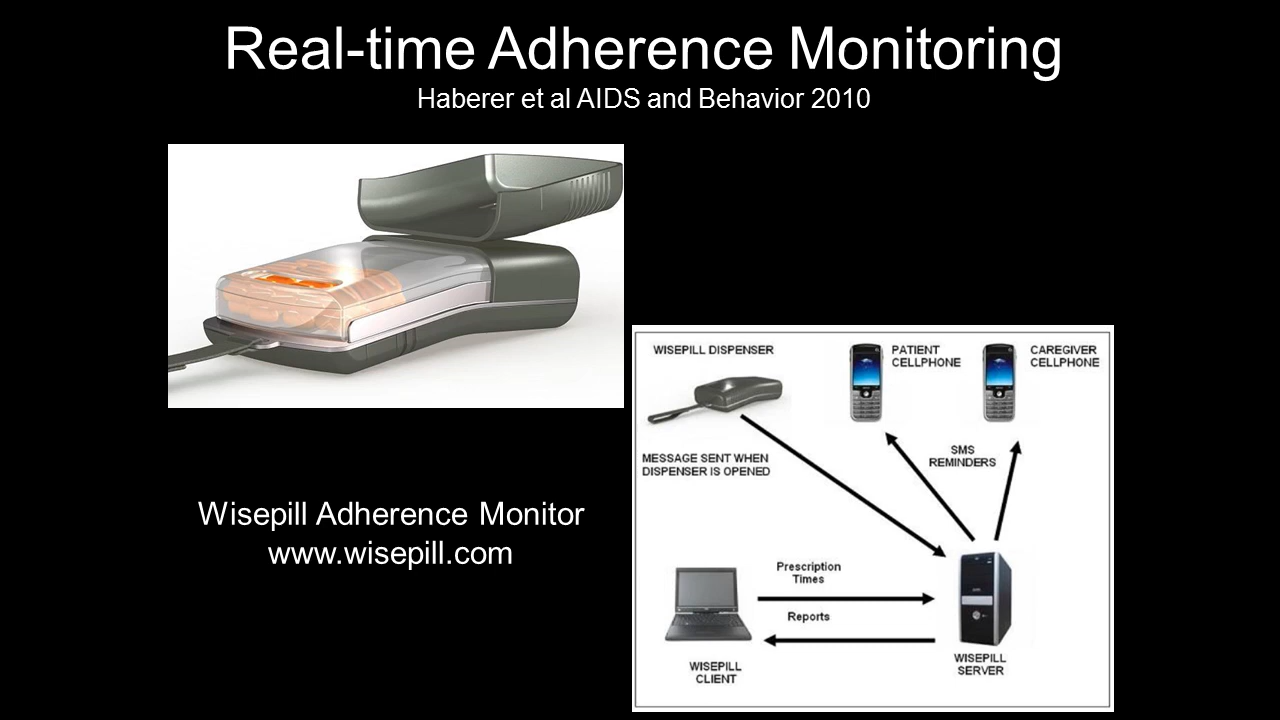 Real-time Adherence Monitoring
Haberer et al AIDS and Behavior 2010
WISEPILL DISPENSER
PATIENT
CELLPHONE
CAREGIVER
CELLPHONE
MESSAGE SENT WHEN
DISPENSER IS OPENED
SMS
REMINDERS
Wisepill Adherence Monitor
www.wisepill.com
Prescription
Times
Reports
WISEPILL
CLIENT
WISEPILL
SERVER